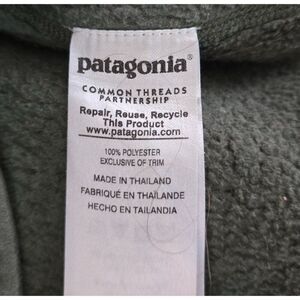 patagonia®
COMMON THREADS
PARTNERSHIP
Repair, Reuse, Recycle
This Product
www.patagonia.com
100% POLYESTER
EXCLUSIVE OF TRIM
MADE IN THAILAND
FABRIQUÉ EN THAÏLANDE
HECHO EN TAILANDIA